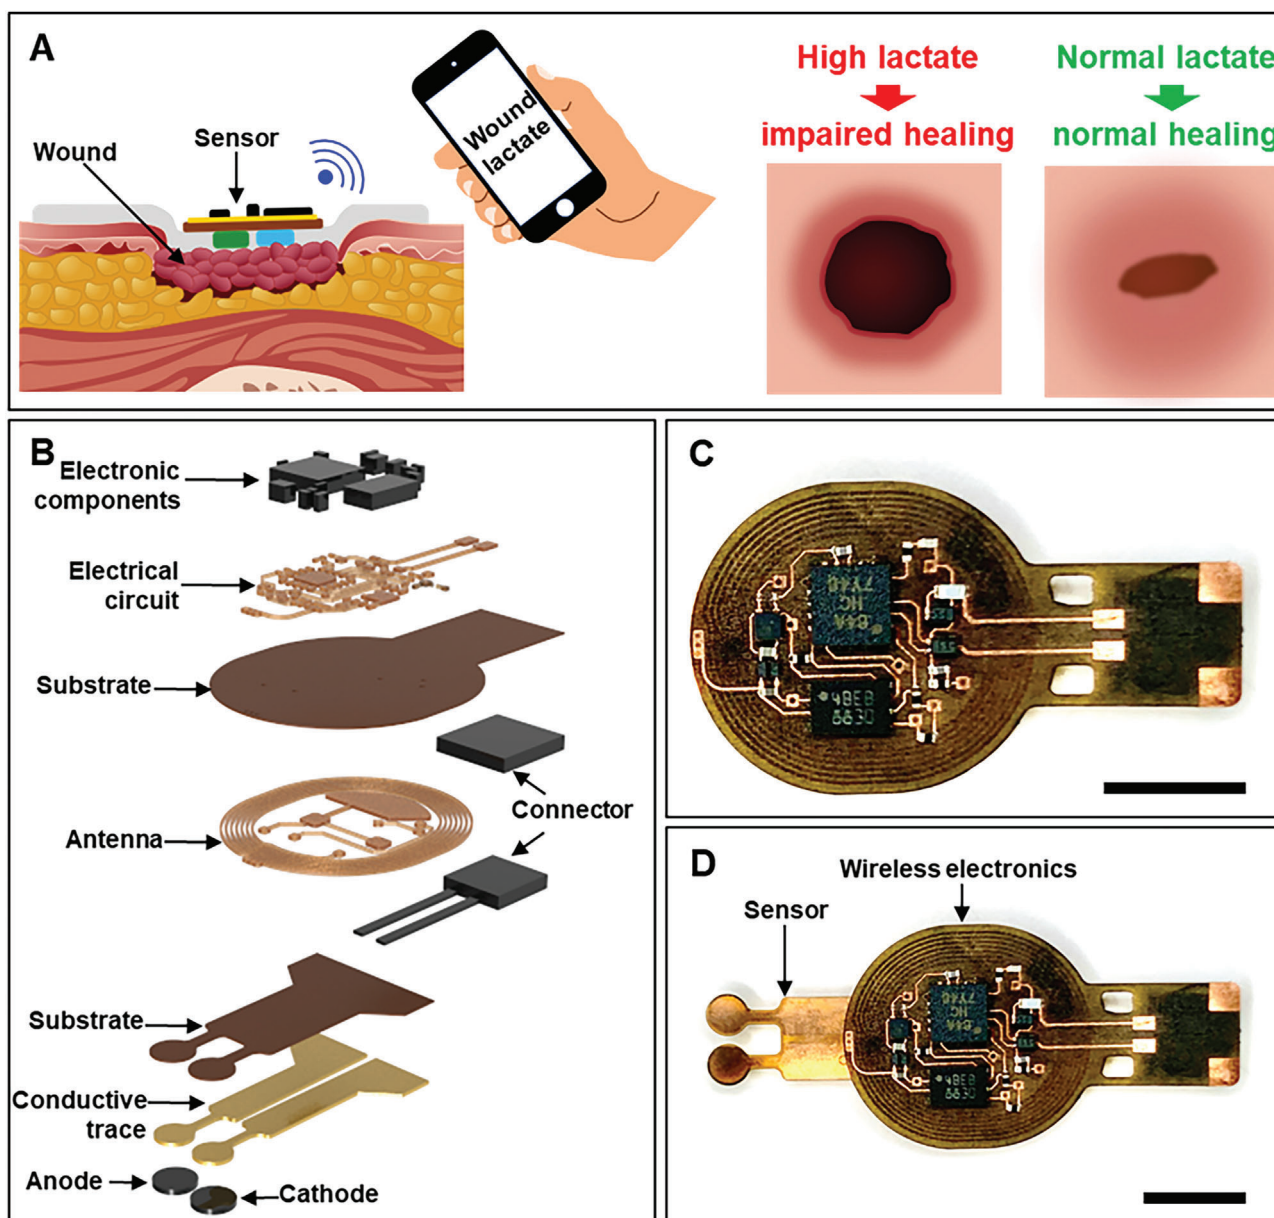 A
Wound
Sensor
Wound
lactate
High lactate
impaired healing
Normal lactate
normal healing
B
Electronic
components
Electrical
circuit
Substrate
Connector
Antenna
Substrate
Conductive
trace
Anode
Cathode
C
D
Wireless electronics
Sensor